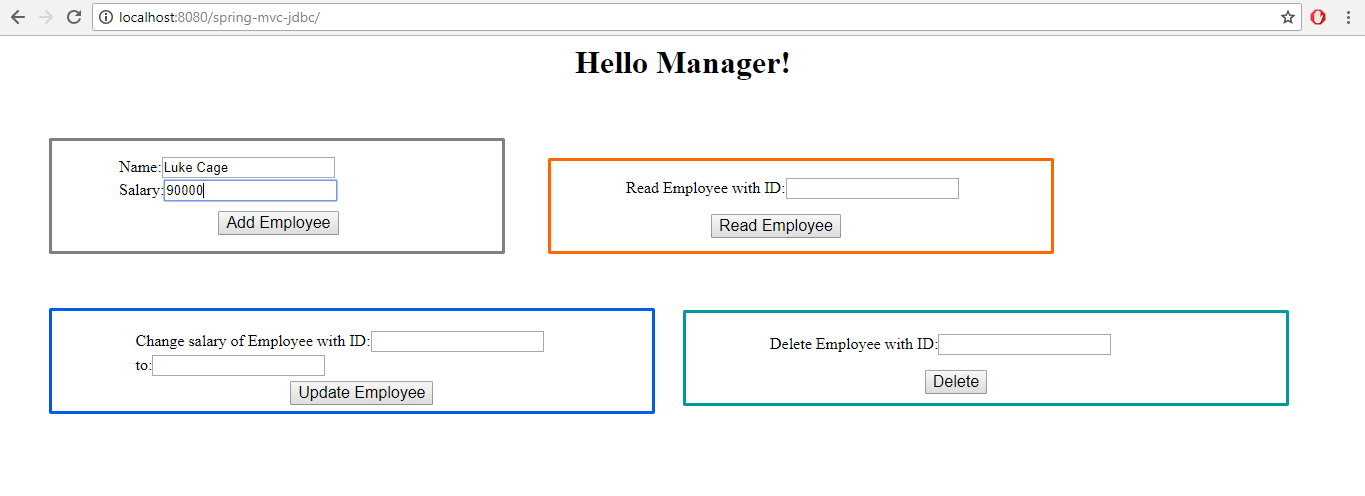 localhost:8080/spring-mvc-jdbc/
Hello Manager!
Name:Luke Cage
Salary:90000
Add Employee
Read Employee with ID:
Read Employee
Change salary of Employee with ID:
to:
Update Employee
Delete Employee with ID:
Delete